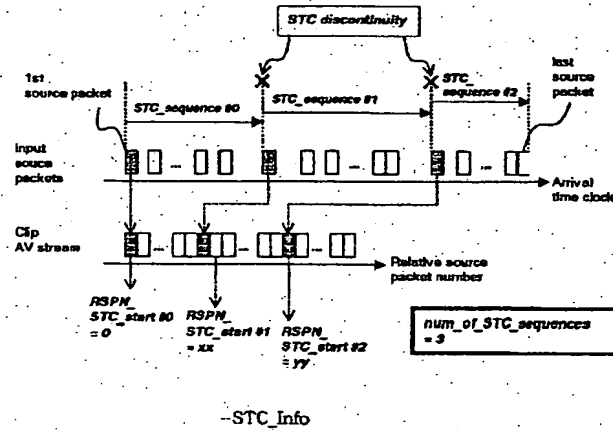 STC discontinuity
1st
source packet
STC_sequence #0
STC_sequence #1
STC_
sequence #2
last
source
packet
Input
souce
packets
...
...
...
Arrival
time clock
Clip
AV stream
...
...
...
Relative source
packet number
RSPN_
STC_start #0
= 0
RSPN_
STC_start #1
= xx
RSPN_
STC_start #2
= yy
num_of_STC_sequences
= 3
--STC_Info